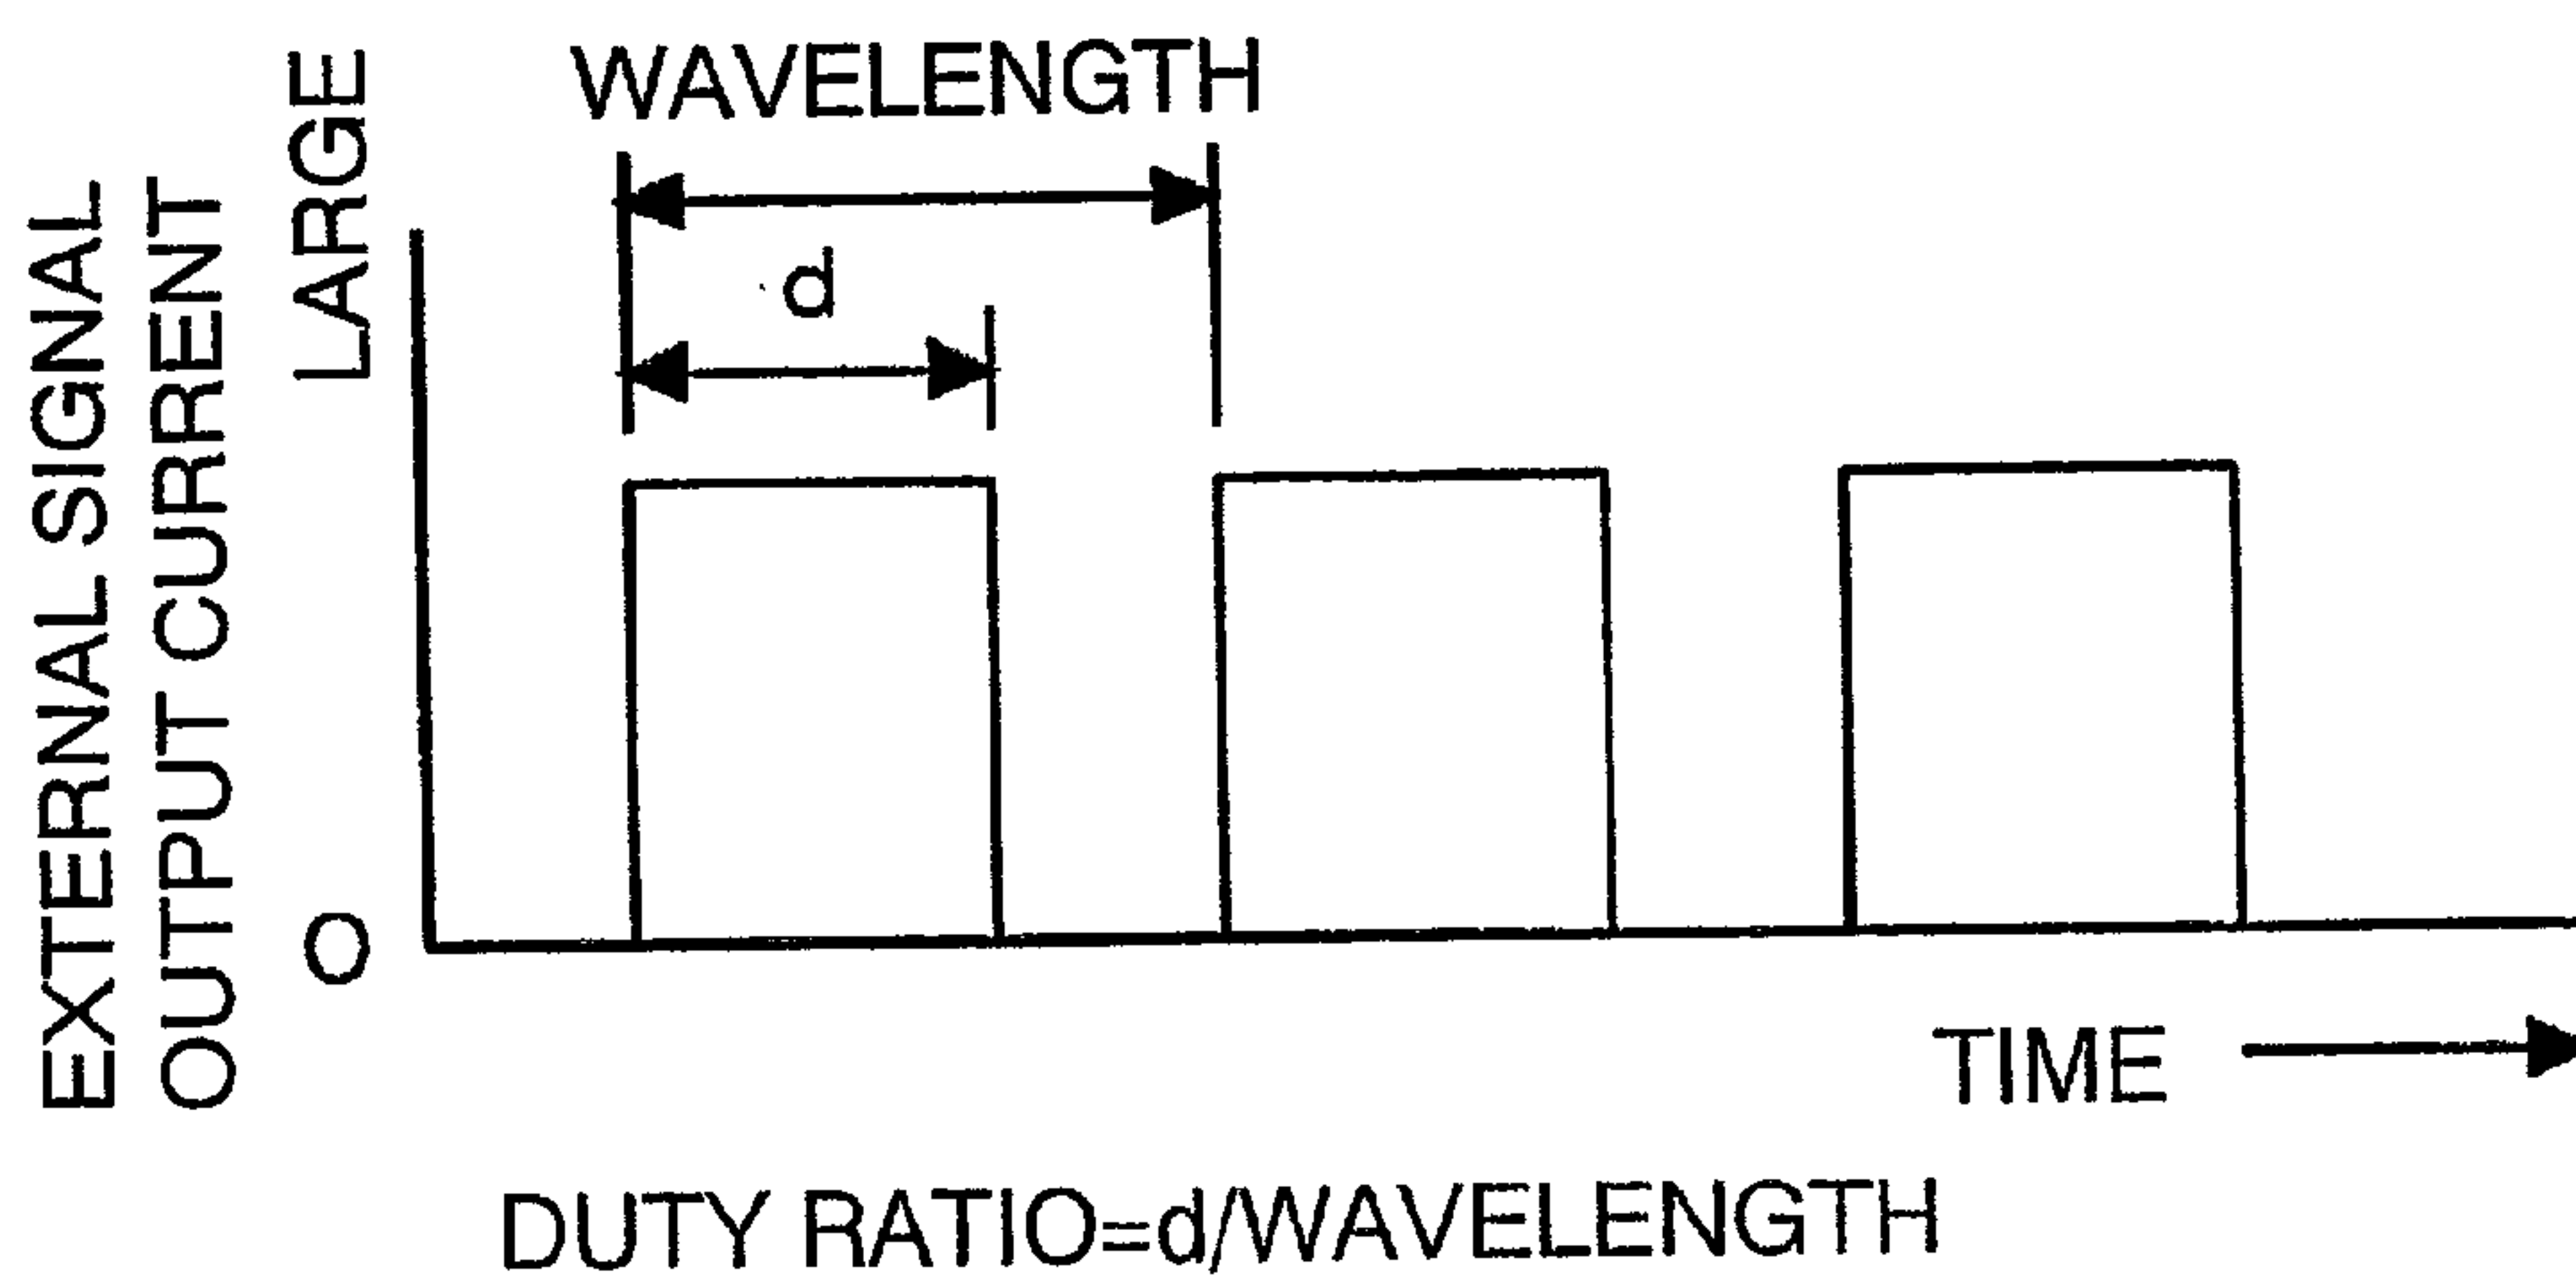 EXTERNAL SIGNAL
OUTPUT CURRENT
LARGE
WAVELENGTH
d
O
TIME
DUTY RATIO=d/WAVELENGTH